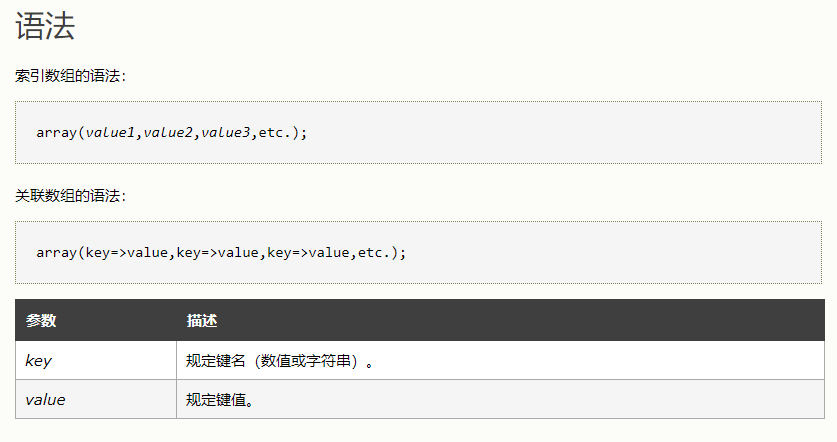 语法
索引数组的语法：
array(value1,value2,value3,etc.);
关联数组的语法：
array(key=>value,key=>value,key=>value,etc.);
参数 描述
key 规定键名（数值或字符串）。
value 规定键值。